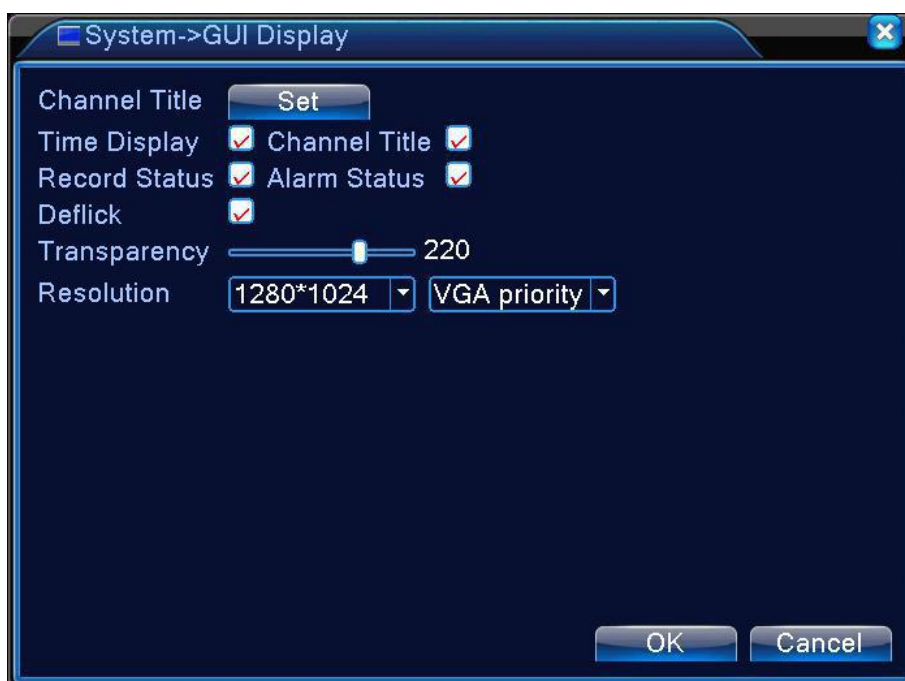 System->GUI Display
Channel Title Set
Time Display Channel Title
Record Status Alarm Status
Deflick
Transparency 220
Resolution 1280*1024 VGA priority
OK Cancel